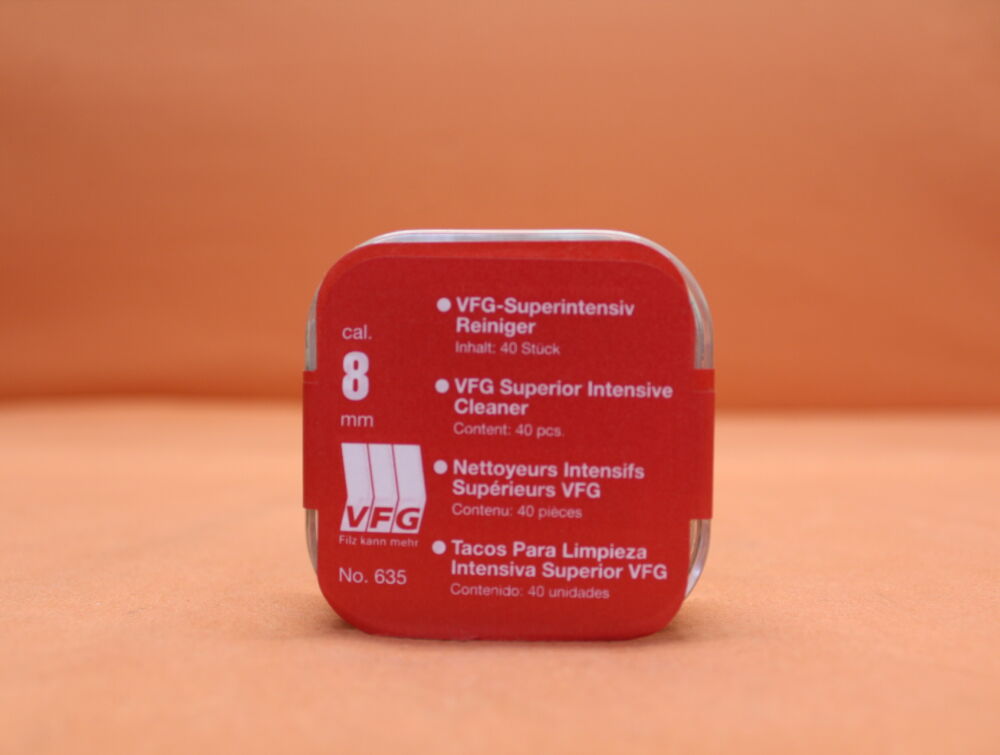 cal.
8
mm
VFG
Filz kann mehr
No. 635
VFG-Superintensiv
Reiniger
Inhalt: 40 Stück
VFG Superior Intensive
Cleaner
Content: 40 pcs.
Nettoyeurs Intensifs
Supérieurs VFG
Contenu: 40 pièces
Tacos Para Limpieza
Intensiva Superior VFG
Contenido: 40 unidades